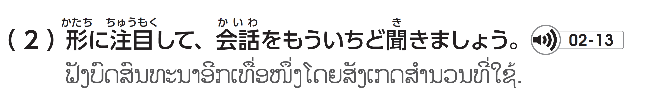 (2)形に注目して、会話をもういちど聞きましょう。 02-13
ຟັງບົດສົນທະນາອີກເທື່ອໜຶ່ງໂດຍສັງເກດສຳນວນທີ່ໃຊ້.